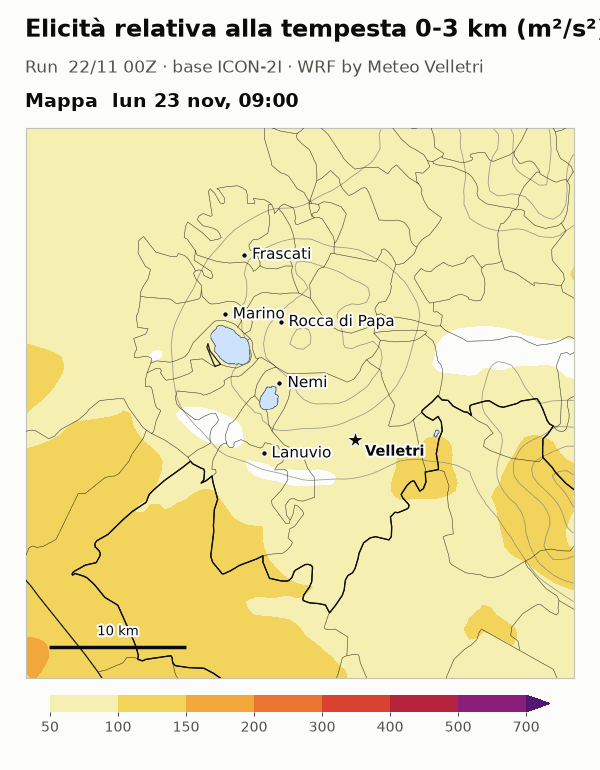 Elicità relativa alla tempesta 0-3 km (m²/s²)
Run 22/11 00Z · base ICON-2I · WRF by Meteo Velletri
Mappa lun 23 nov, 09:00
Frascati
Marino
Rocca di Papa
Nemi
Velletri
Lanuvio
10 km
50 100 150 200 300 400 500 700